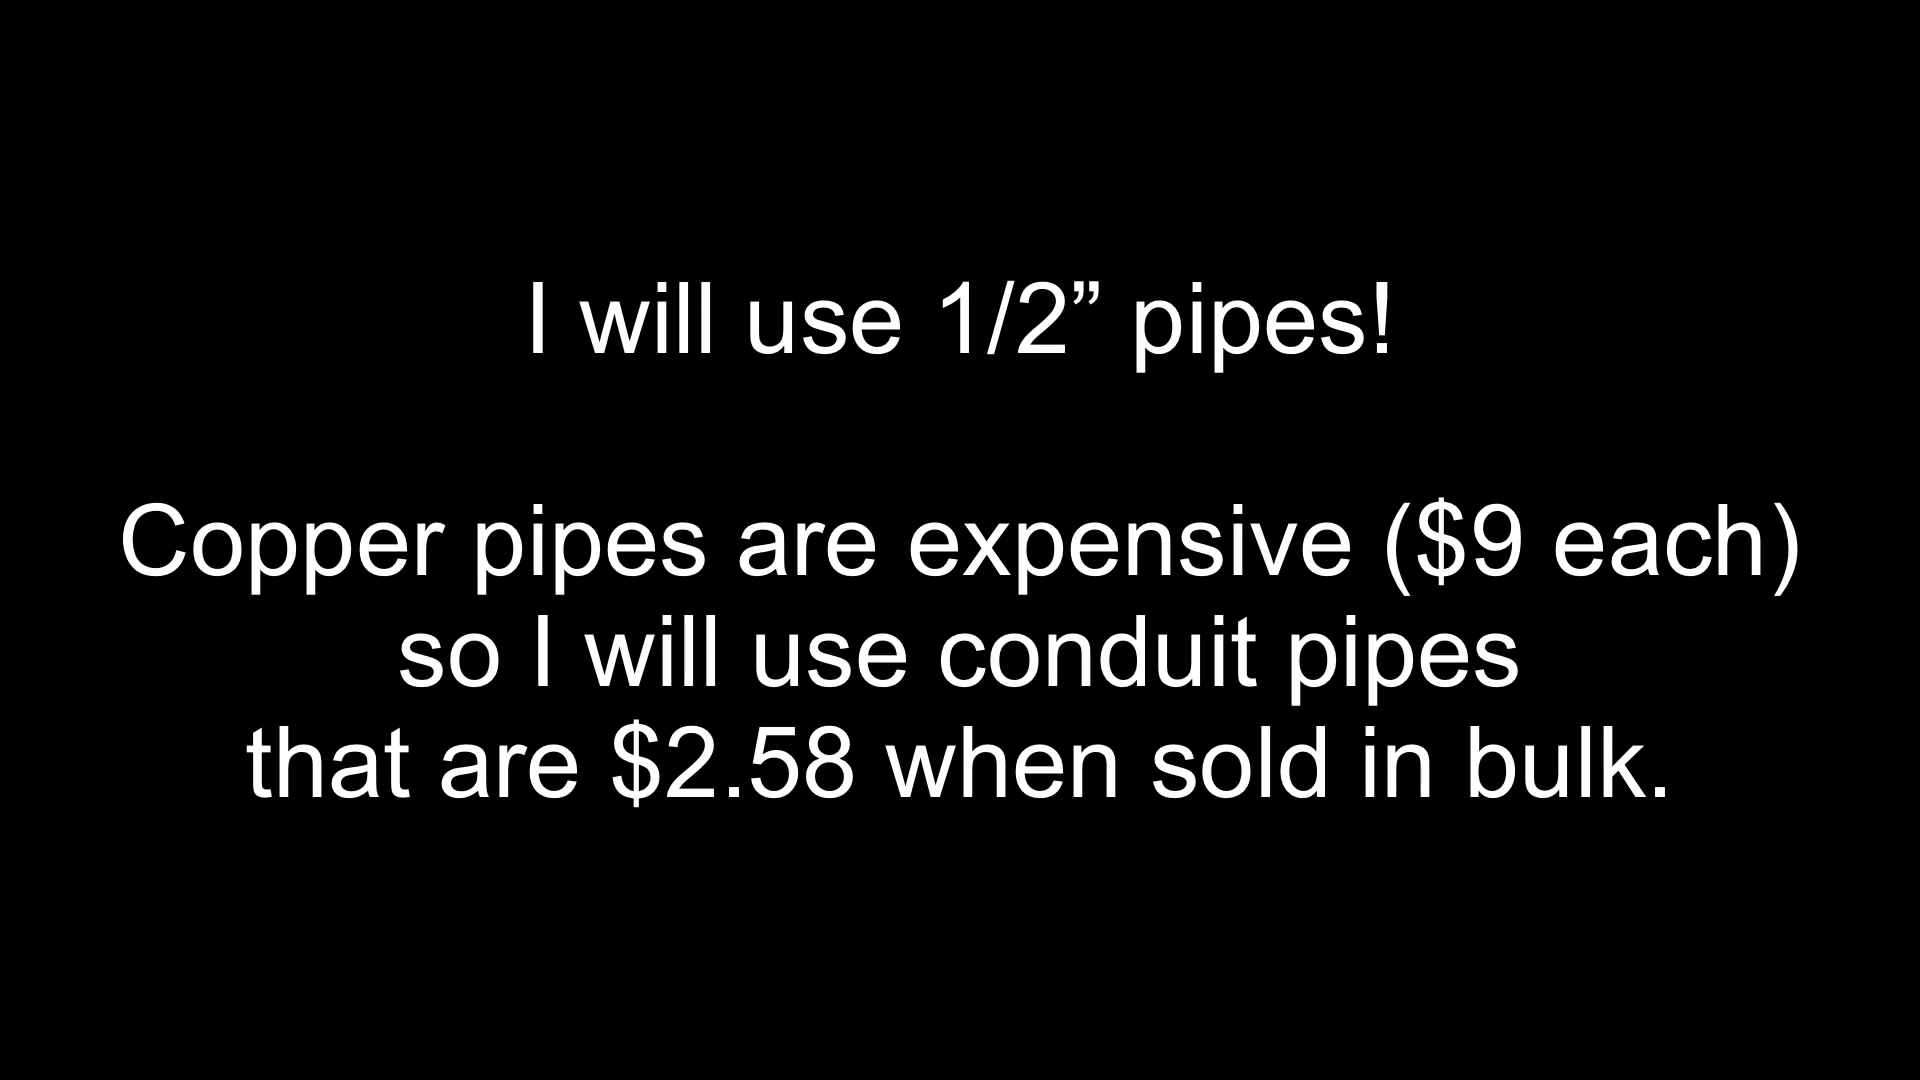 I will use 1/2” pipes!
Copper pipes are expensive ($9 each)
so I will use conduit pipes
that are $2.58 when sold in bulk.